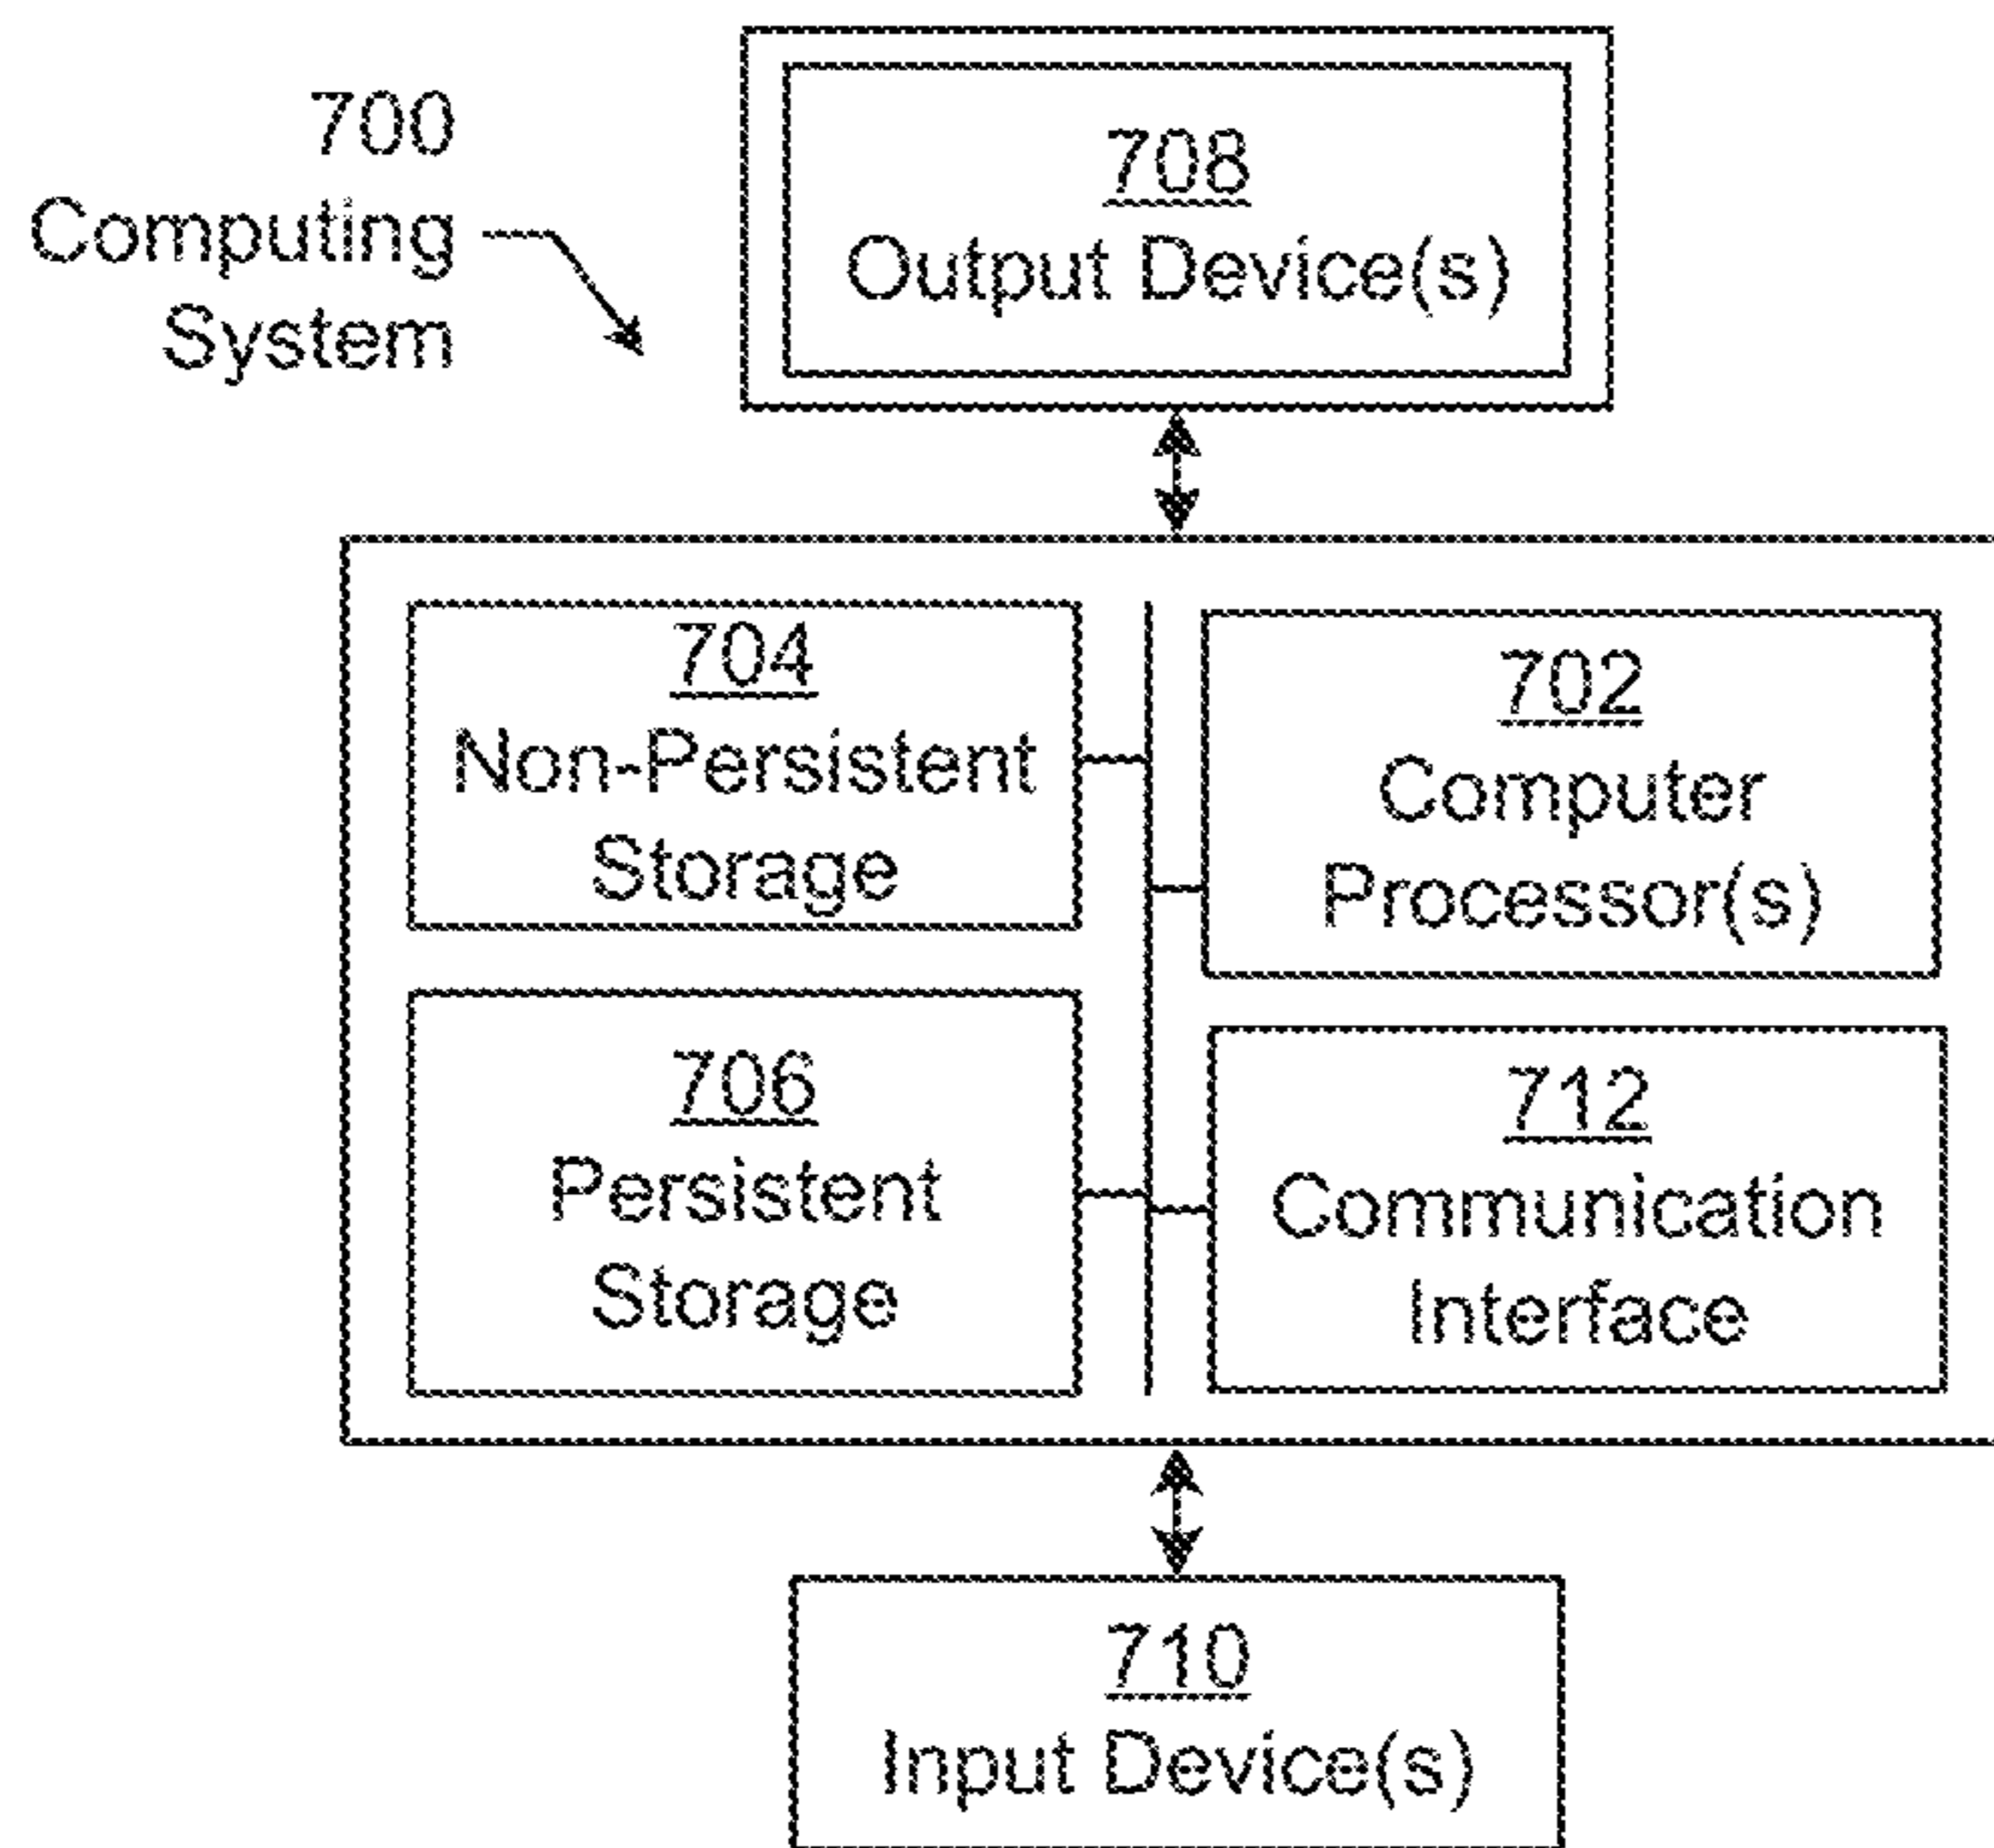 700
Computing
System
708
Output Device(s)
704
Non-Persistent
Storage
702
Computer
Processor(s)
706
Persistent
Storage
712
Communication
Interface
710
Input Device(s)